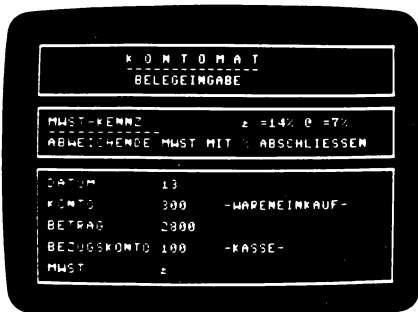 KONTOMAT
BELEGEINGABE
MWST-KENNZ ± =14% @ =7%
ABWEICHENDE MWST MIT % ABSCHLIESSEN
DATUM 13
KONTO 300 -WARENEINKAUF-
BETRAG 2800
BEZUGSKONTO 100 -KASSE-
MWST ±